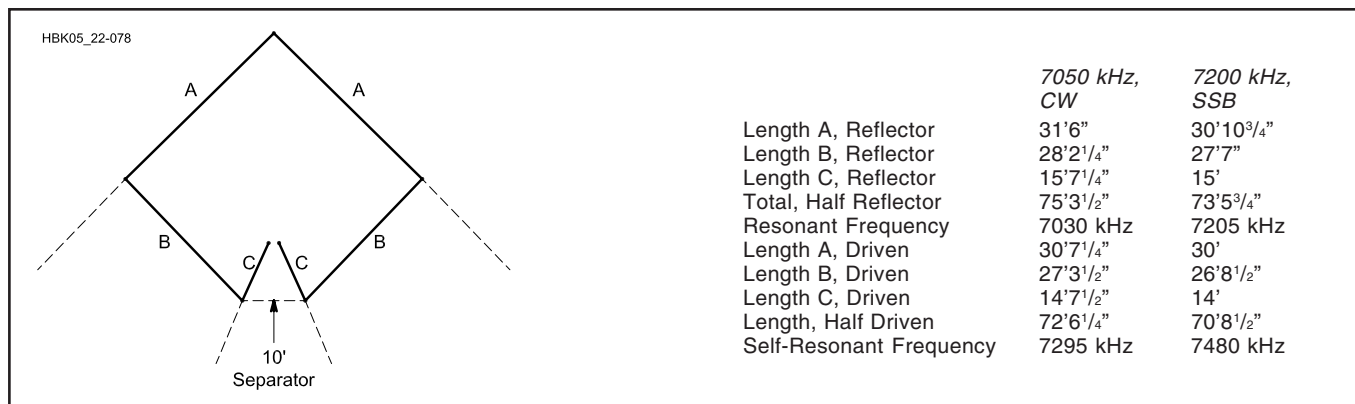 HBK05_22-078
A
A
B
B
C
C
10'
Separator
7050 kHz, 7200 kHz,
CW SSB
Length A, Reflector 31’6” 30’10³/₄”
Length B, Reflector 28’2¹/₄” 27’7”
Length C, Reflector 15’7¹/₄” 15’
Total, Half Reflector 75’3¹/₂” 73’5³/₄”
Resonant Frequency 7030 kHz 7205 kHz
Length A, Driven 30’7¹/₄” 30’
Length B, Driven 27’3¹/₂” 26’8¹/₂”
Length C, Driven 14’7¹/₂” 14’
Length, Half Driven 72’6¹/₄” 70’8¹/₂”
Self-Resonant Frequency 7295 kHz 7480 kHz